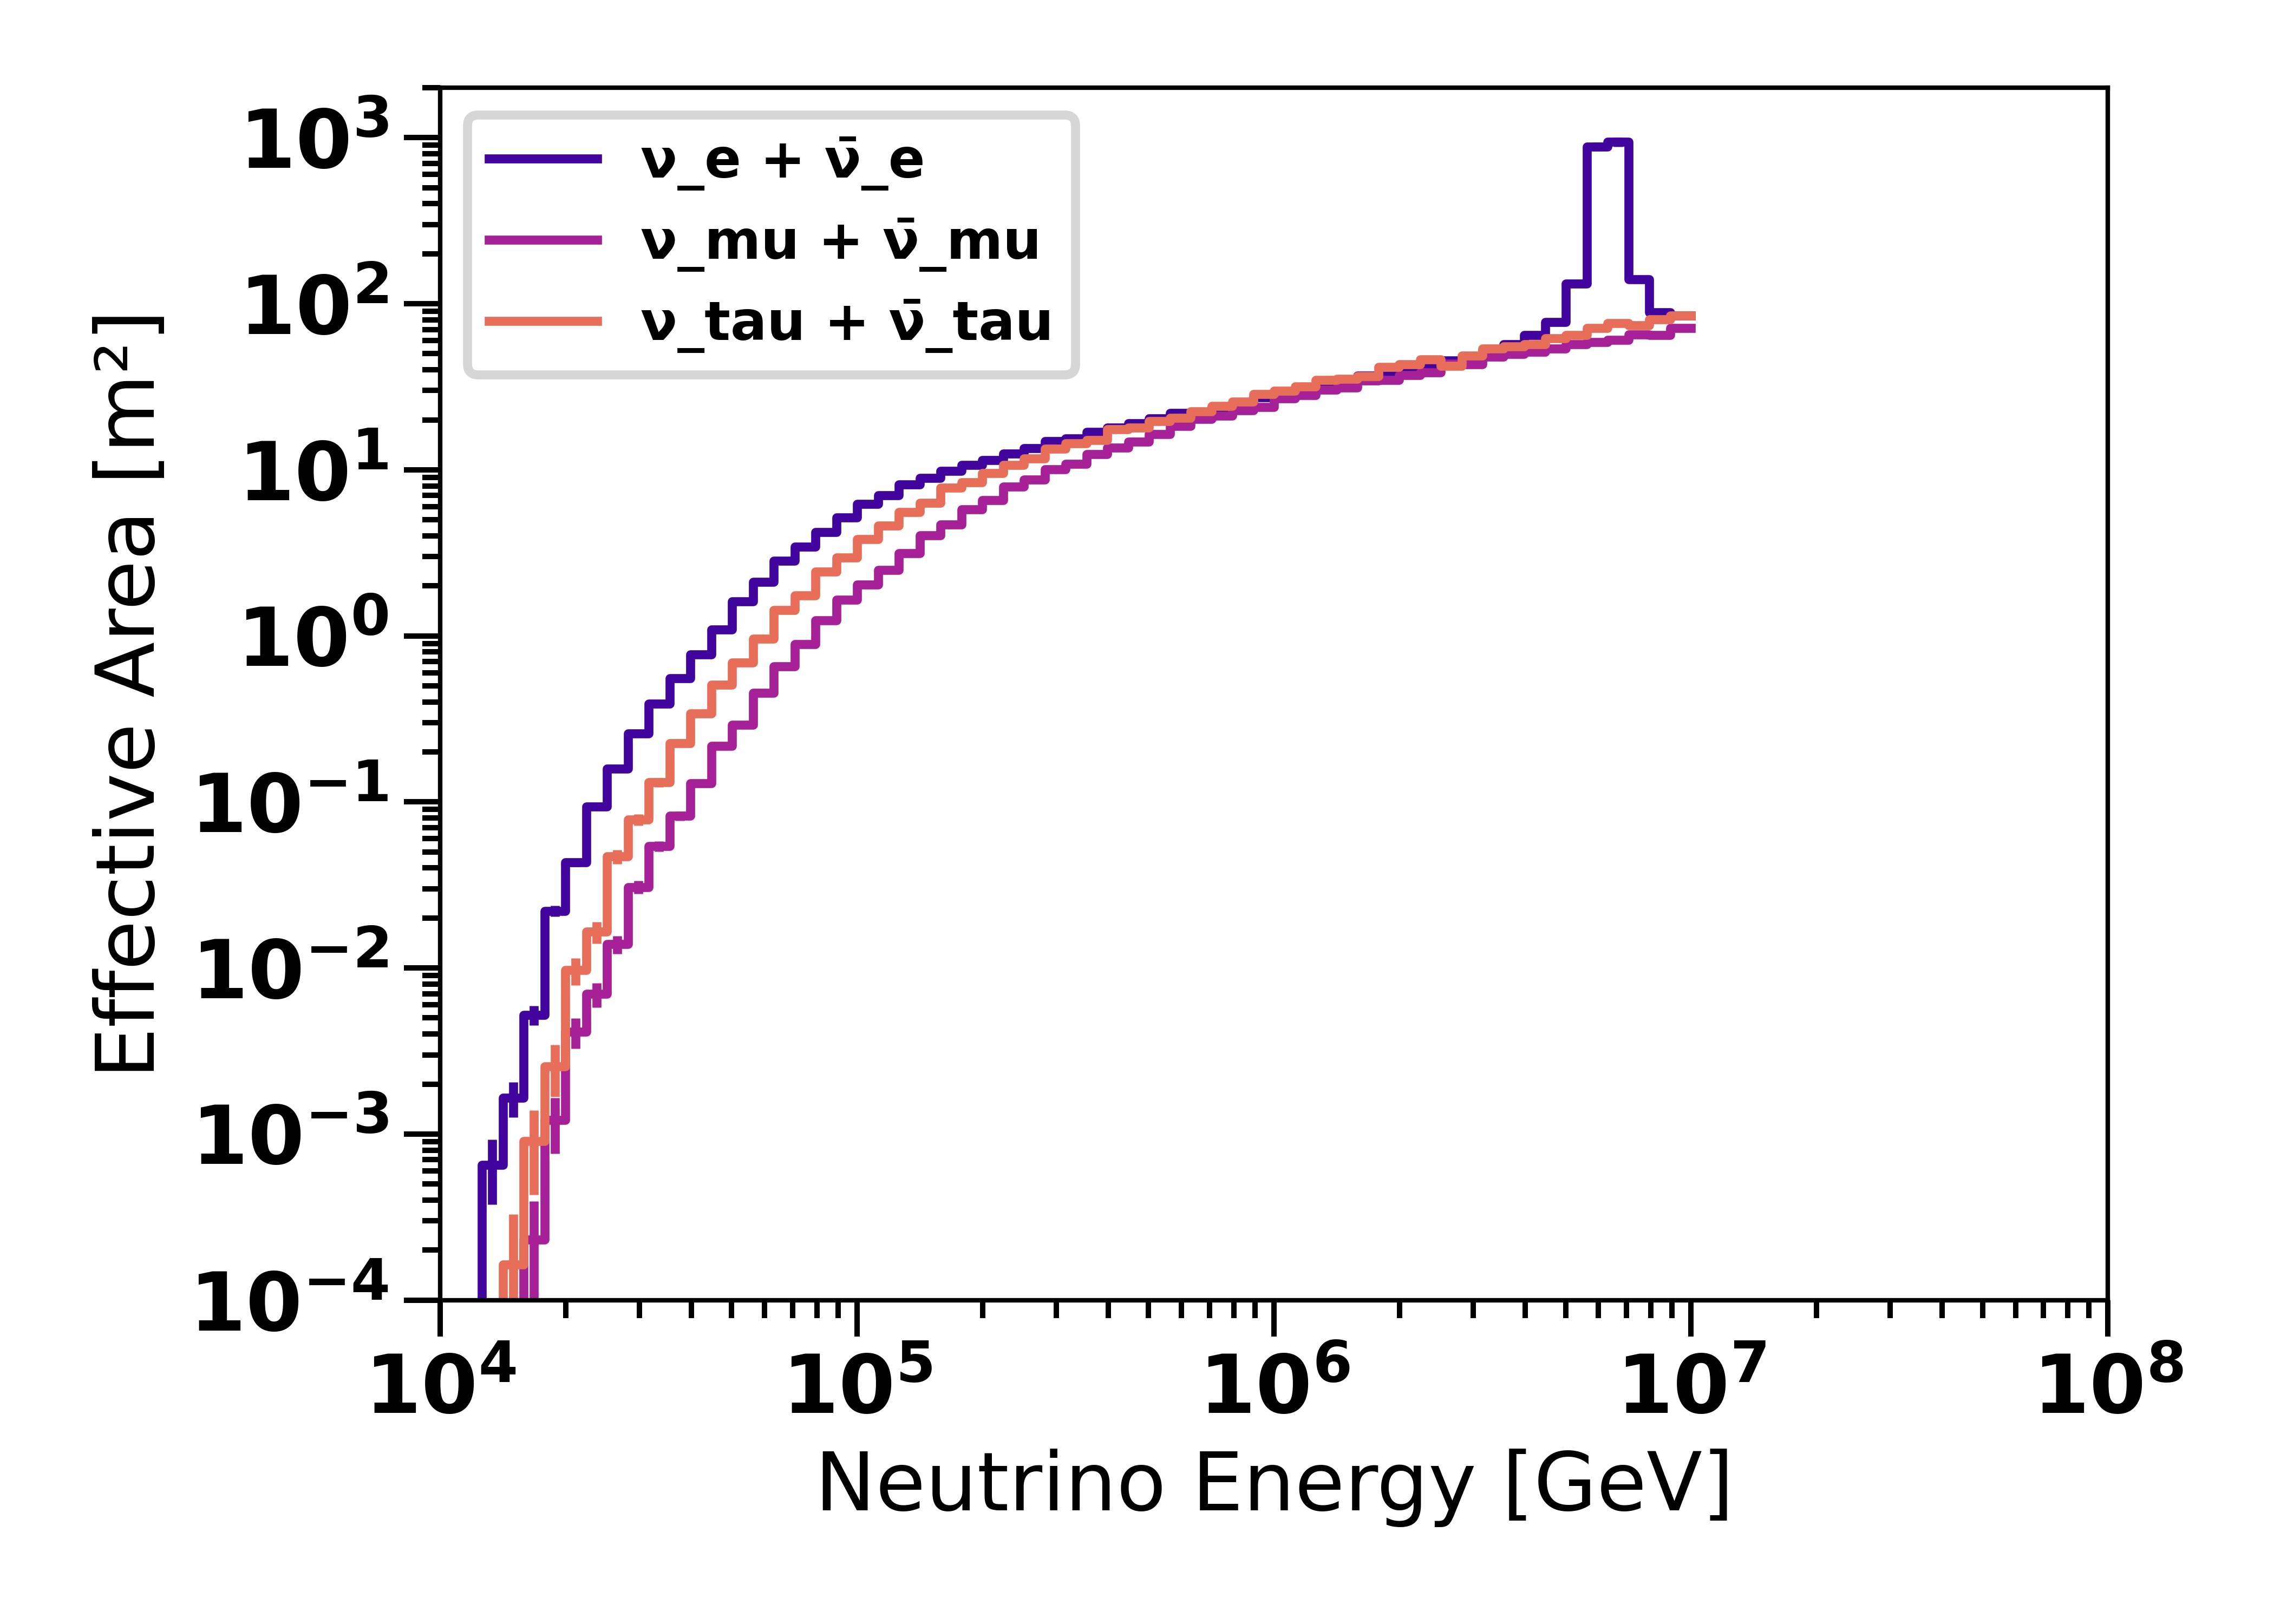 10³
10²
10¹
10⁰
10⁻¹
10⁻²
10⁻³
10⁻⁴
Effective Area [m²]
ν_e + ν̄_e
ν_mu + ν̄_mu
ν_tau + ν̄_tau
10⁴ 10⁵ 10⁶ 10⁷ 10⁸
Neutrino Energy [GeV]